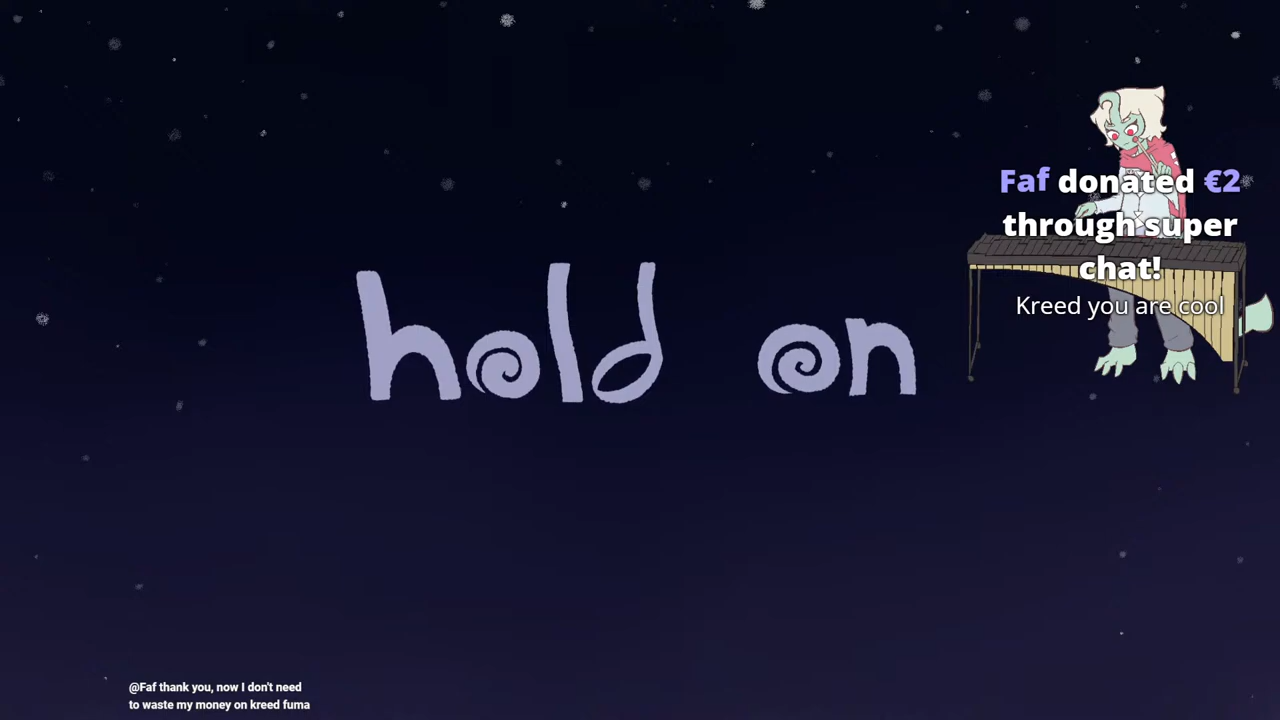 hold on
Faf donated €2
through super
chat!
Kreed you are cool
@Faf thank you, now I don't need
to waste my money on kreed fuma